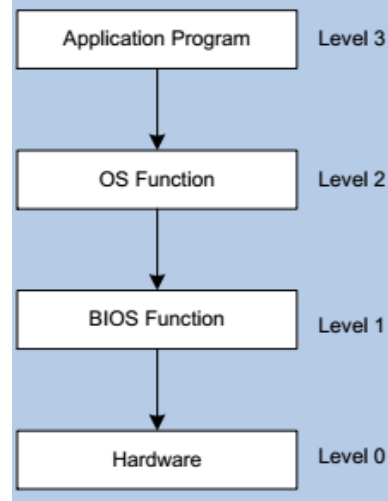 Application Program Level 3
OS Function Level 2
BIOS Function Level 1
Hardware Level 0